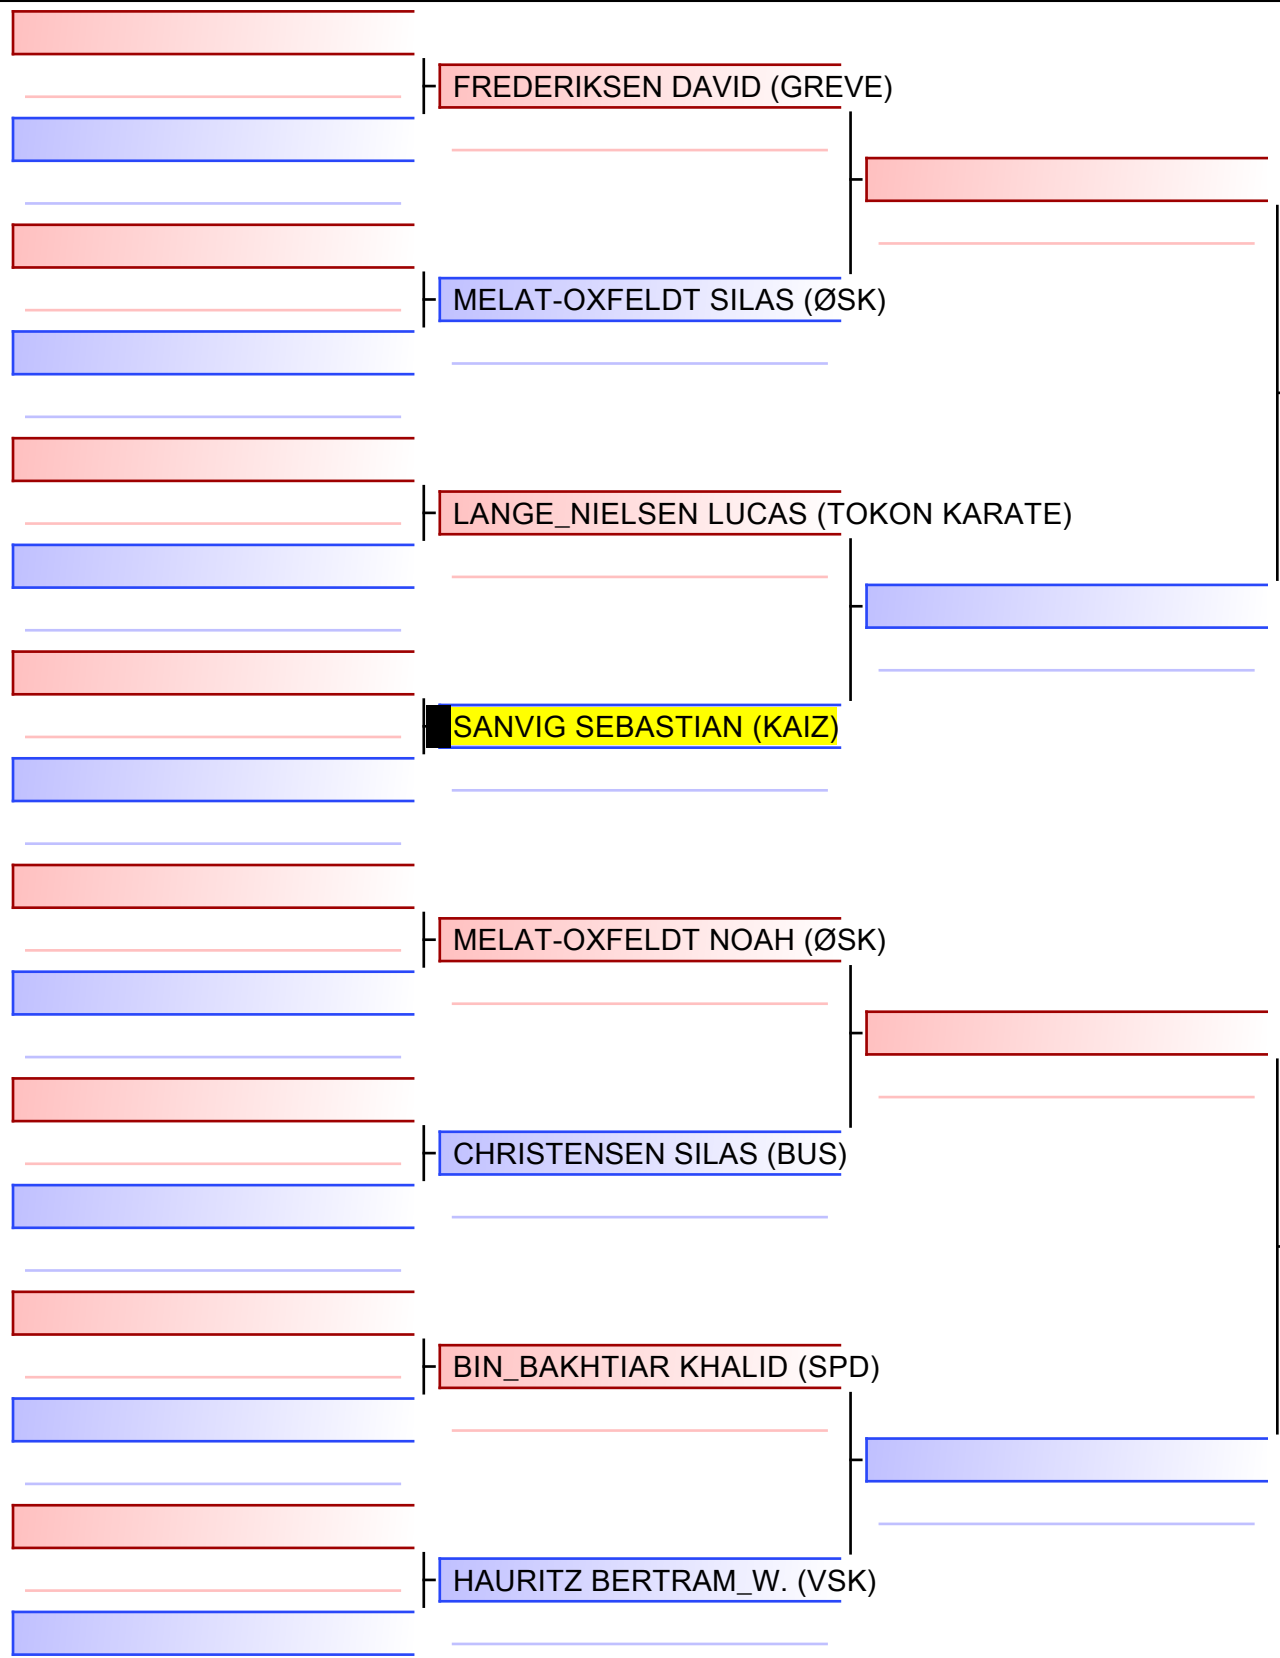 FREDERIKSEN DAVID (GREVE)
MELAT-OXFELDT SILAS (ØSK)
LANGE_NIELSEN LUCAS (TOKON KARATE)
SANVIG SEBASTIAN (KAIZ)
MELAT-OXFELDT NOAH (ØSK)
CHRISTENSEN SILAS (BUS)
BIN_BAKHTIAR KHALID (SPD)
HAURITZ BERTRAM_W. (VSK)